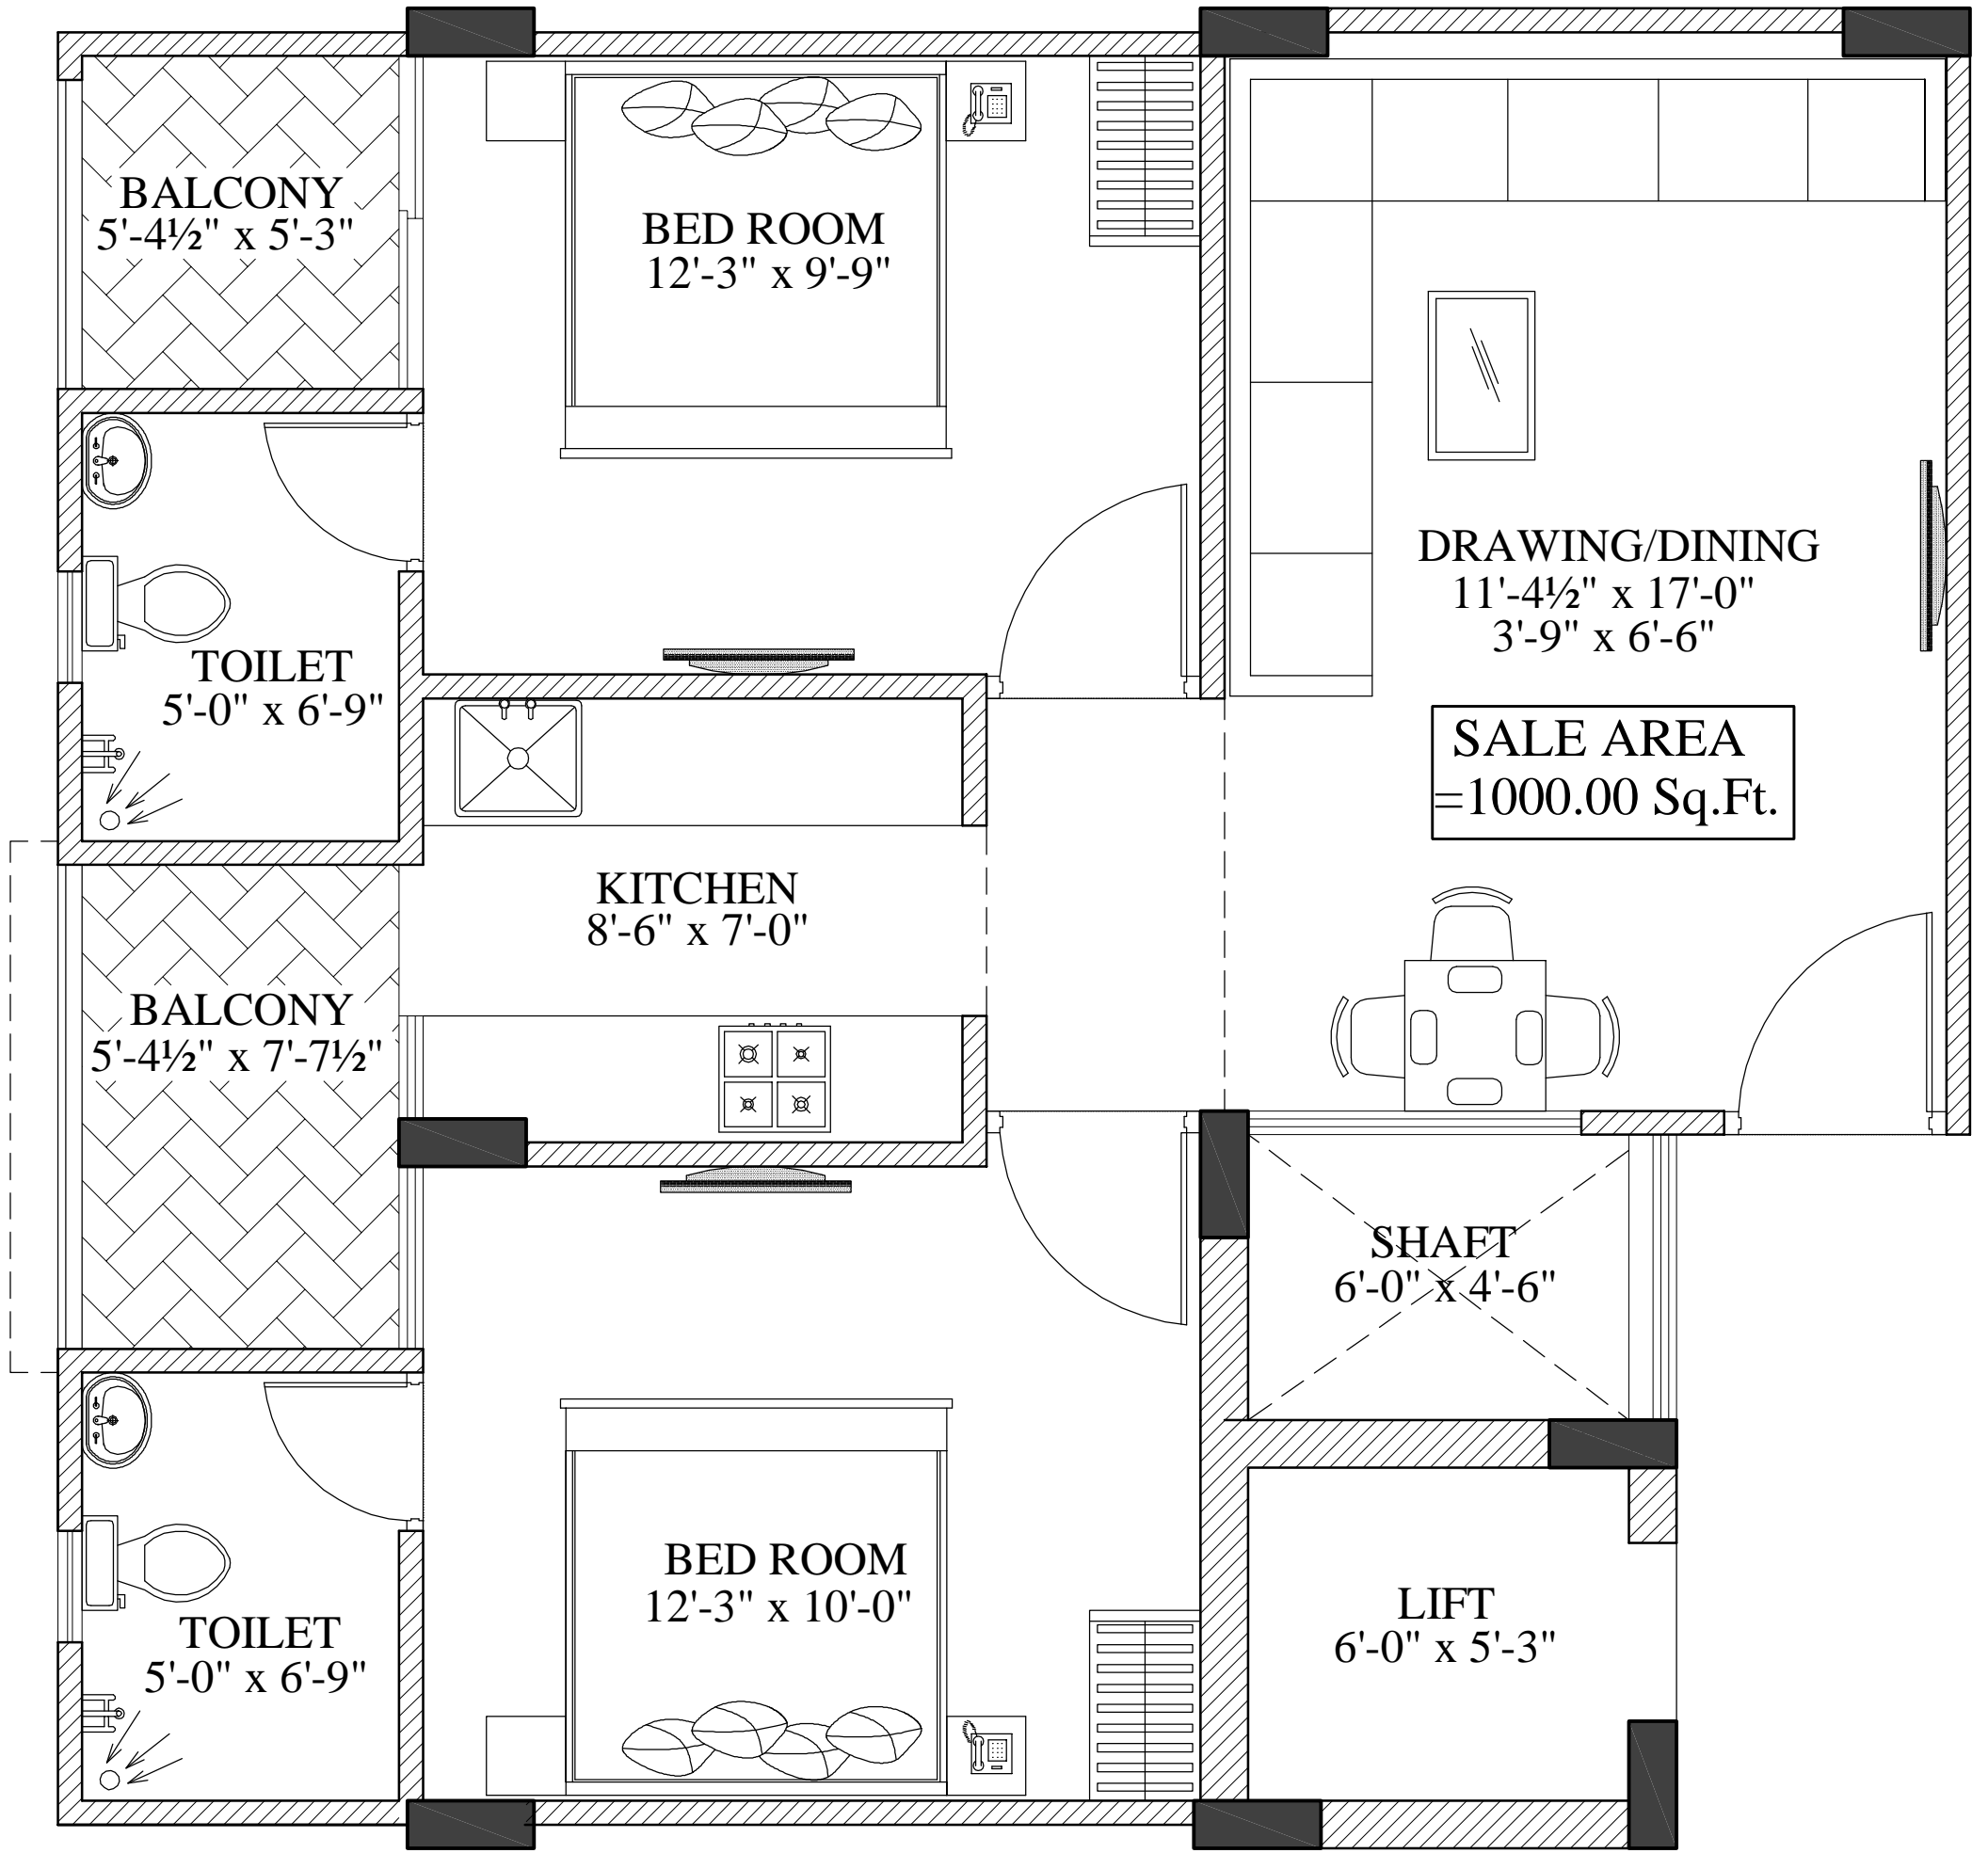 BALCONY
5'-4½" x 5'-3"
BED ROOM
12'-3" x 9'-9"
DRAWING/DINING
11'-4½" x 17'-0"
3'-9" x 6'-6"
TOILET
5'-0" x 6'-9"
SALE AREA
=1000.00 Sq.Ft.
KITCHEN
8'-6" x 7'-0"
BALCONY
5'-4½" x 7'-7½"
SHAFT
6'-0" x 4'-6"
BED ROOM
12'-3" x 10'-0"
LIFT
6'-0" x 5'-3"
TOILET
5'-0" x 6'-9"